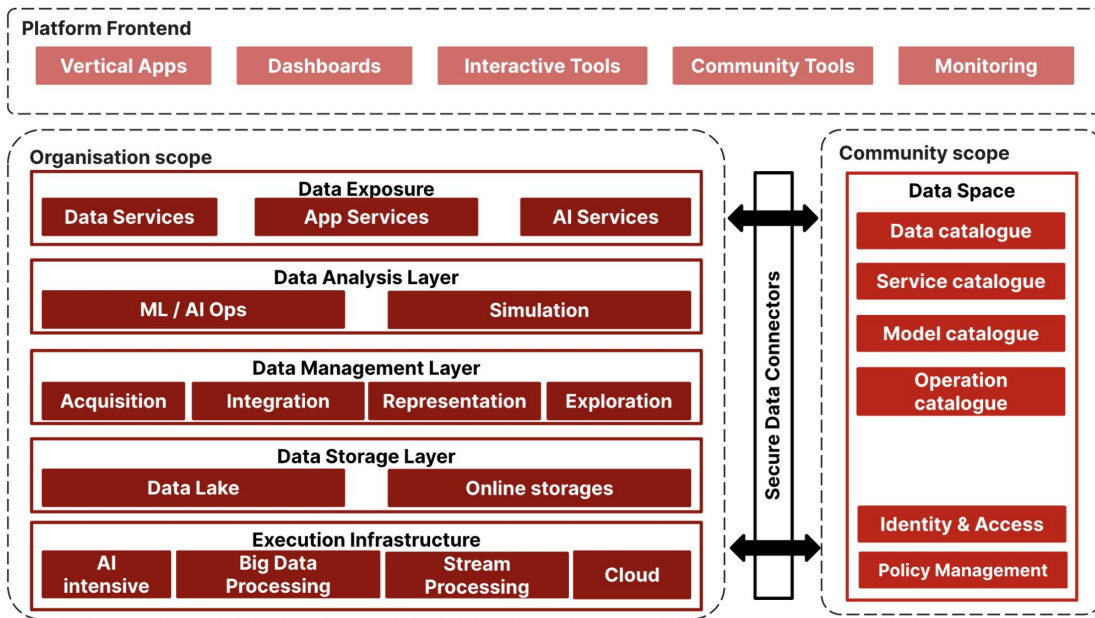 Platform Frontend
Vertical Apps
Dashboards
Interactive Tools
Community Tools
Monitoring
Organisation scope
Data Exposure
Data Services
App Services
AI Services
Data Analysis Layer
ML / AI Ops
Simulation
Data Management Layer
Acquisition
Integration
Representation
Exploration
Data Storage Layer
Data Lake
Online storages
Execution Infrastructure
AI
intensive
Big Data
Processing
Stream
Processing
Cloud
Secure Data Connectors
Community scope
Data Space
Data catalogue
Service catalogue
Model catalogue
Operation
catalogue
Identity & Access
Policy Management